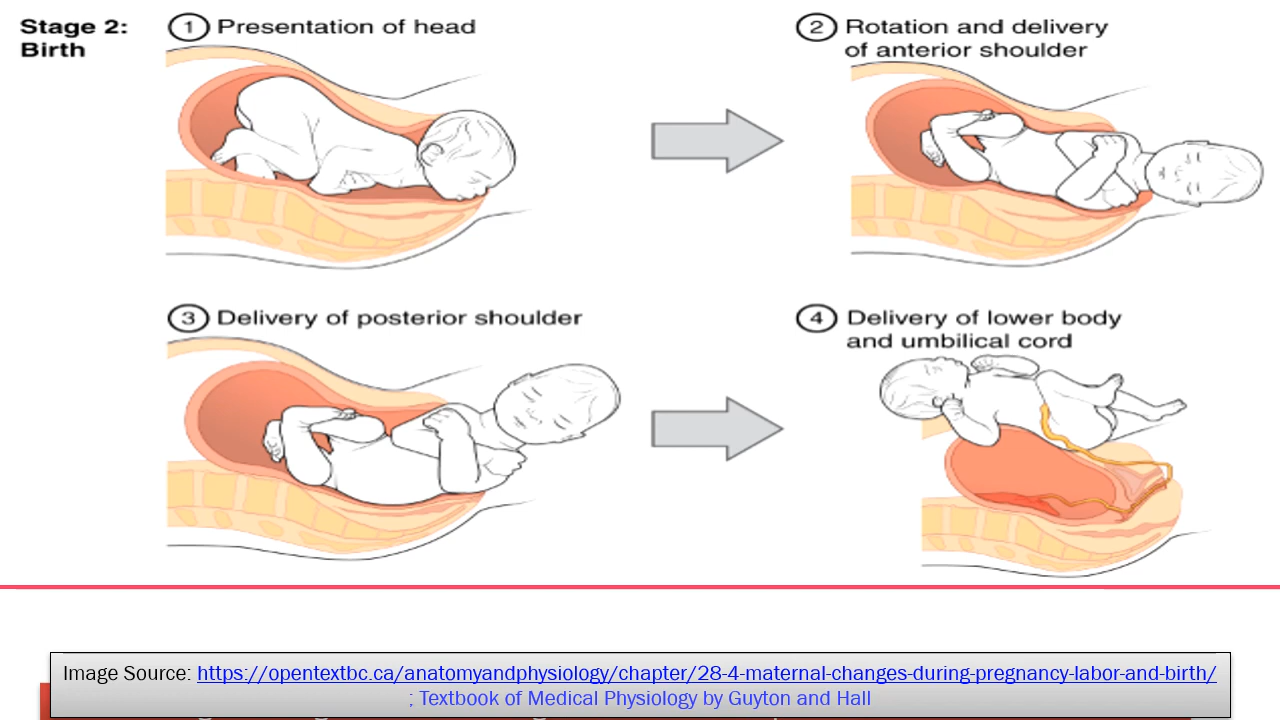 Stage 2:
Birth
1 Presentation of head
2 Rotation and delivery
of anterior shoulder
3 Delivery of posterior shoulder
4 Delivery of lower body
and umbilical cord
Image Source: https://opentextbc.ca/anatomyandphysiology/chapter/28-4-maternal-changes-during-pregnancy-labor-and-birth/
; Textbook of Medical Physiology by Guyton and Hall